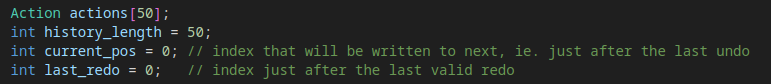 Action actions[50];
int history_length = 50;
int current_pos = 0; // index that will be written to next, ie. just after the last undo
int last_redo = 0;   // index just after the last valid redo